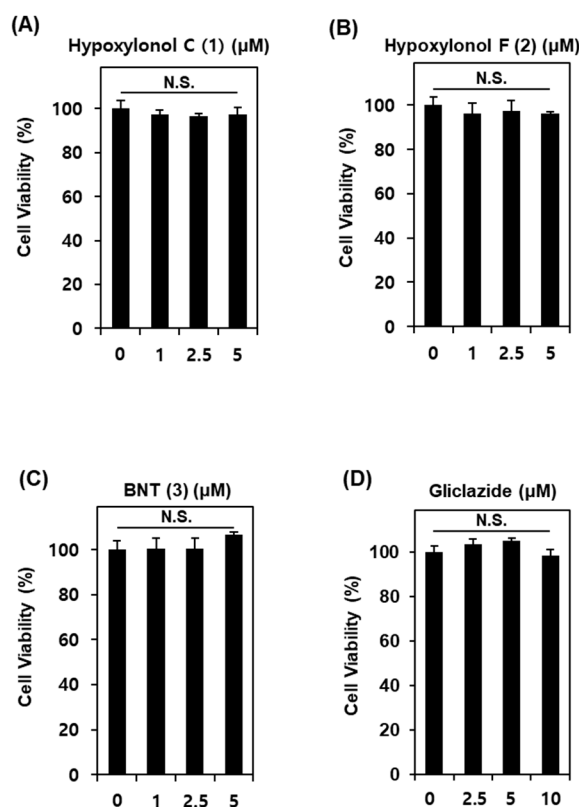 (A)
Hypoxylonol C (1) (µM)
N.S.
Cell Viability (%)
100
80
60
40
20
0
0 1 2.5 5
(B)
Hypoxylonol F (2) (µM)
N.S.
Cell Viability (%)
100
80
60
40
20
0
0 1 2.5 5
(C)
BNT (3) (µM)
N.S.
Cell Viability (%)
100
80
60
40
20
0
0 1 2.5 5
(D)
Gliclazide (µM)
N.S.
Cell Viability (%)
100
80
60
40
20
0
0 2.5 5 10